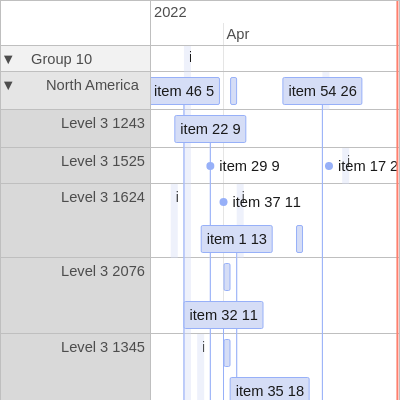 2022
Apr
▼ Group 10 i
▼ North America item 46 5 item 54 26
Level 3 1243 item 22 9
Level 3 1525 item 29 9 i item 17 2
Level 3 1624 i i item 37 11
item 1 13
Level 3 2076
item 32 11
Level 3 1345 i
item 35 18